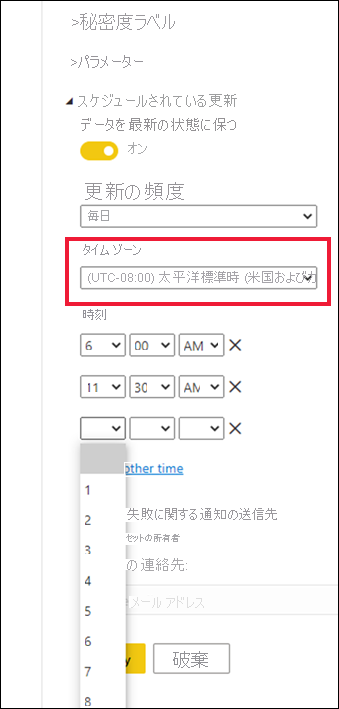 >秘密度ラベル
>パラメーター
スケジュールされている更新
データを最新の状態に保つ
オン
更新の頻度
毎日
タイム ゾーン
(UTC-08:00) 太平洋標準時 (米国およびカ
時刻
6 00 AM
11 30 AM
other time
1
失敗に関する通知の送信先
2
セットの所有者
3
の連絡先:
4
メール アドレス
5
6
y 破棄
7
8